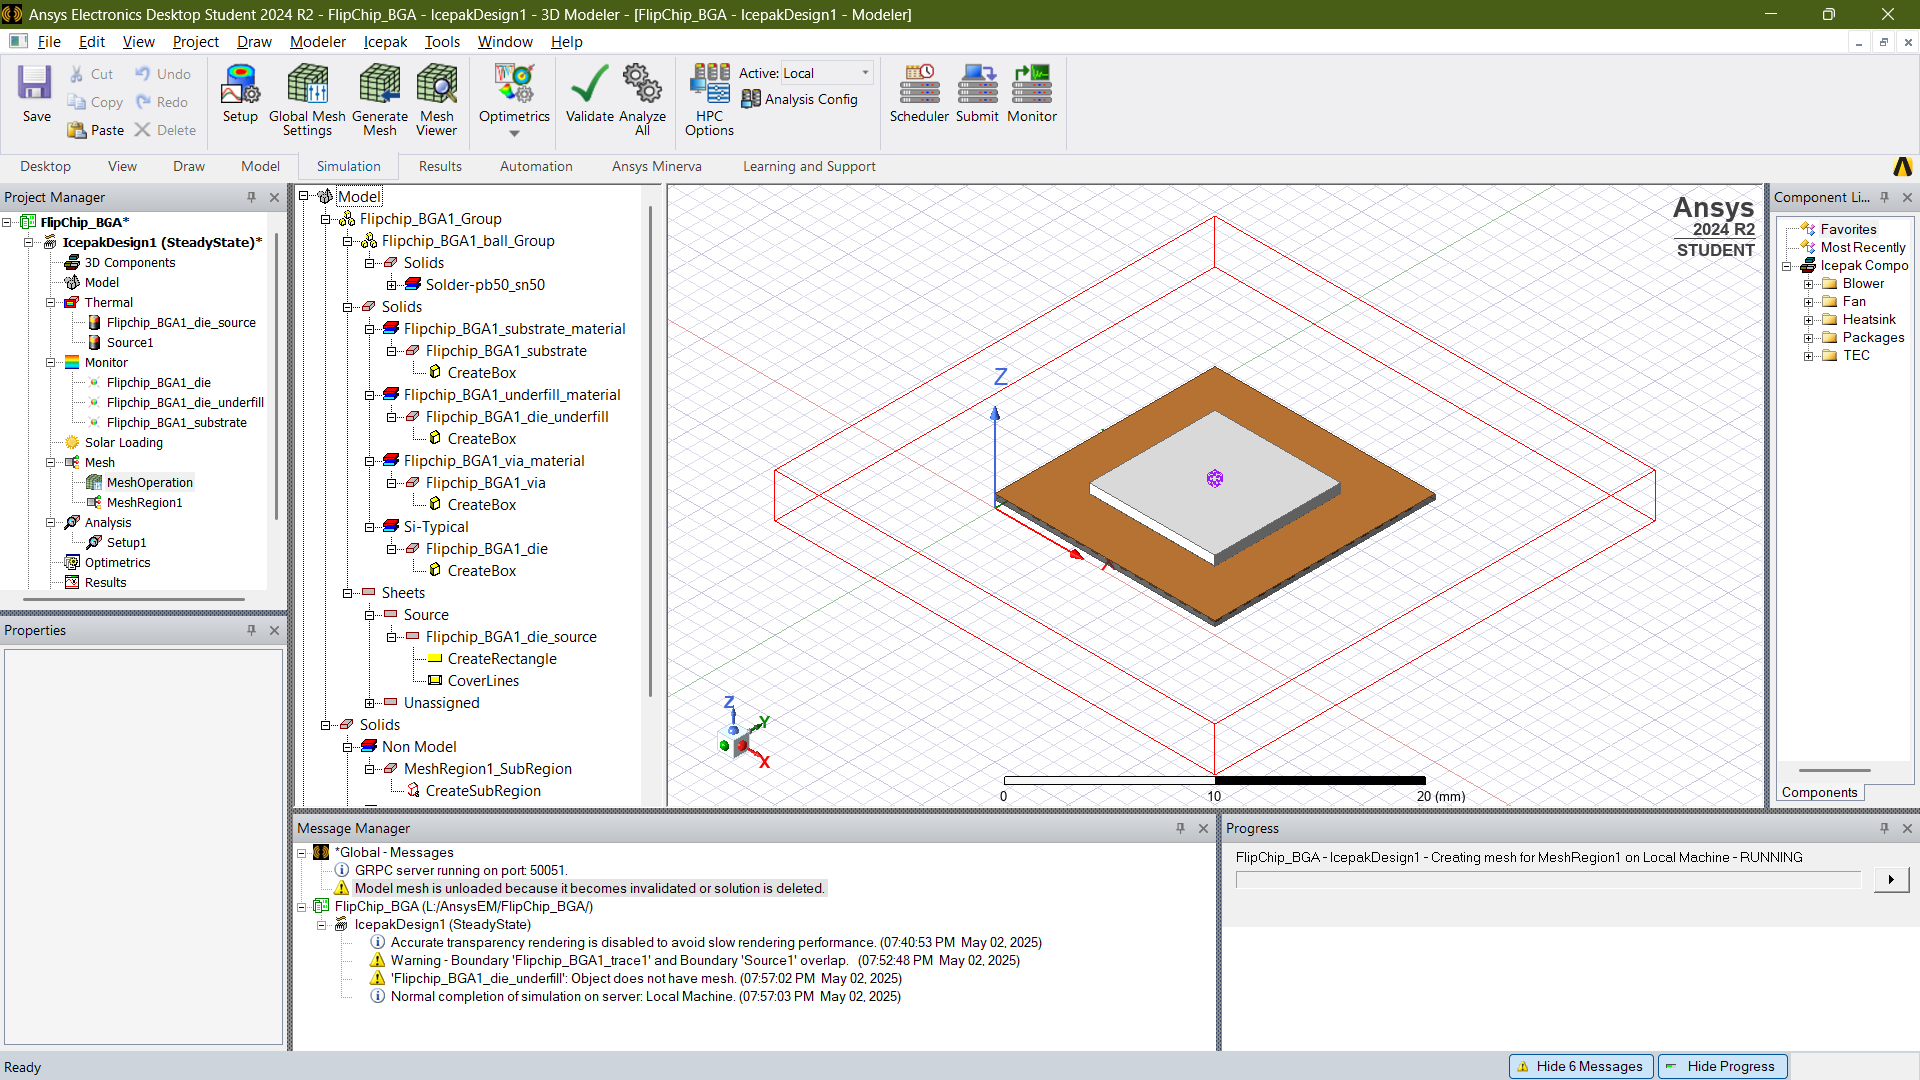 Ansys Electronics Desktop Student 2024 R2 - FlipChip_BGA - IcepakDesign1 - 3D Modeler - [FlipChip_BGA - IcepakDesign1 - Modeler]
File Edit View Project Draw Modeler Icepak Tools Window Help
Save
Cut
Copy
Paste
Undo
Redo
Delete
Setup
Global Mesh Settings
Generate Mesh
Mesh Viewer
Optimetrics
Validate
Analyze All
HPC Options
Active: Local
Analysis Config
Scheduler
Submit
Monitor
Desktop View Draw Model Simulation Results Automation Ansys Minerva Learning and Support
Project Manager
FlipChip_BGA*
IcepakDesign1 (SteadyState)*
3D Components
Model
Thermal
Flipchip_BGA1_die_source
Source1
Monitor
Flipchip_BGA1_die
Flipchip_BGA1_die_underfill
Flipchip_BGA1_substrate
Solar Loading
Mesh
MeshOperation
MeshRegion1
Analysis
Setup1
Optimetrics
Results
Properties
Model
Flipchip_BGA1_Group
Flipchip_BGA1_ball_Group
Solids
Solder-pb50_sn50
Solids
Flipchip_BGA1_substrate_material
Flipchip_BGA1_substrate
CreateBox
Flipchip_BGA1_underfill_material
Flipchip_BGA1_die_underfill
CreateBox
Flipchip_BGA1_via_material
Flipchip_BGA1_via
CreateBox
Si-Typical
Flipchip_BGA1_die
CreateBox
Sheets
Source
Flipchip_BGA1_die_source
CreateRectangle
CoverLines
Unassigned
Solids
Non Model
MeshRegion1_SubRegion
CreateSubRegion
Ansys
2024 R2
STUDENT
Z
X
Z
Y
X
0 10 20 (mm)
Component Li...
Favorites
Most Recently
Icepak Compo
Blower
Fan
Heatsink
Packages
TEC
Components
Message Manager
*Global - Messages
GRPC server running on port: 50051.
Model mesh is unloaded because it becomes invalidated or solution is deleted.
FlipChip_BGA (L:/AnsysEM/FlipChip_BGA/)
IcepakDesign1 (SteadyState)
Accurate transparency rendering is disabled to avoid slow rendering performance. (07:40:53 PM May 02, 2025)
Warning - Boundary 'Flipchip_BGA1_trace1' and Boundary 'Source1' overlap. (07:52:48 PM May 02, 2025)
'Flipchip_BGA1_die_underfill': Object does not have mesh. (07:57:02 PM May 02, 2025)
Normal completion of simulation on server: Local Machine. (07:57:03 PM May 02, 2025)
Progress
FlipChip_BGA - IcepakDesign1 - Creating mesh for MeshRegion1 on Local Machine - RUNNING
Ready
Hide 6 Messages
Hide Progress